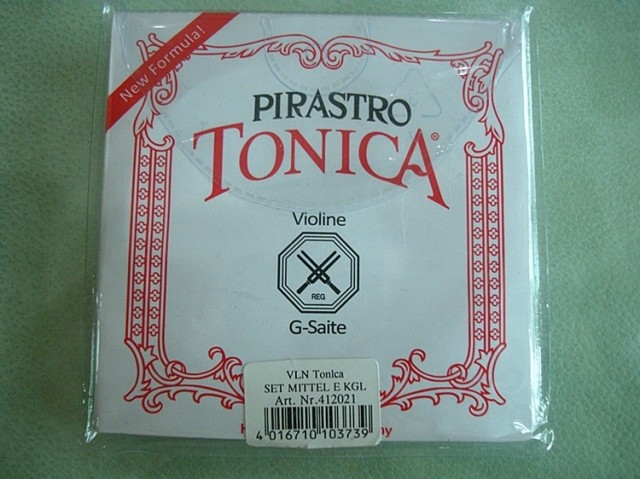 New Formula!
PIRASTRO
TONICA®
Violine
REG
G-Saite
VLN Tonica
SET MITTEL E KGL
Art. Nr.412021
4 016710 103739